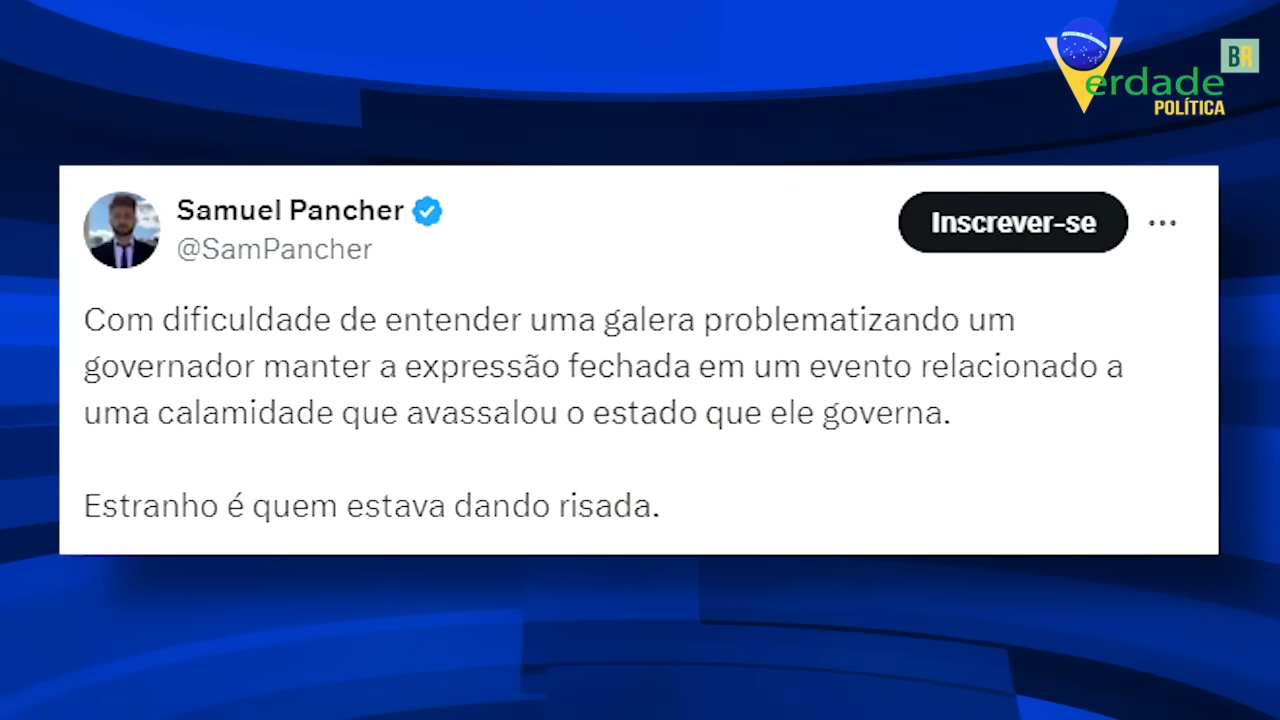 BR
erdade
POLÍTICA
Samuel Pancher
@SamPancher
Inscrever-se
Com dificuldade de entender uma galera problematizando um
governador manter a expressão fechada em um evento relacionado a
uma calamidade que avassalou o estado que ele governa.
Estranho é quem estava dando risada.